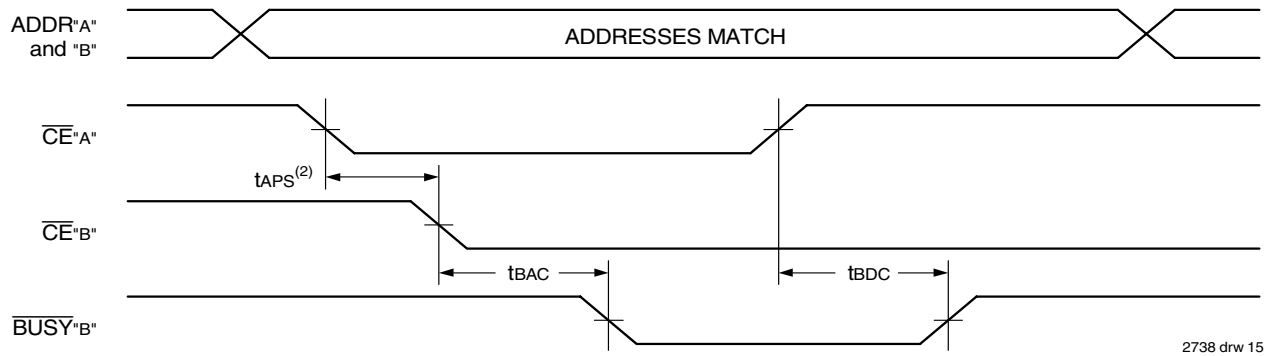 ADDR"A"
and "B"
ADDRESSES MATCH
CE"A"
tAPS(2)
CE"B"
tBAC
tBDC
BUSY"B"
2738 drw 15